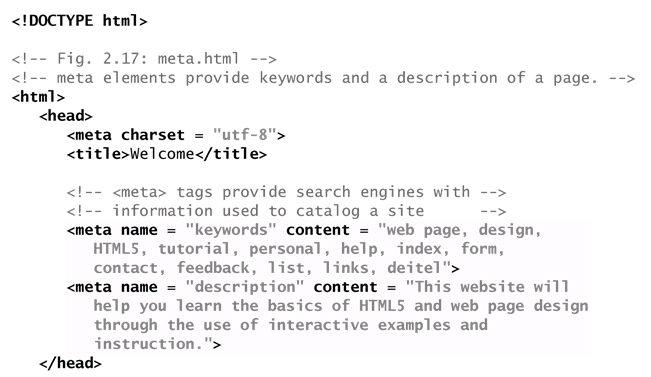 <!DOCTYPE html>
<!-- Fig. 2.17: meta.html -->
<!-- meta elements provide keywords and a description of a page. -->
<html>
<head>
<meta charset = "utf-8">
<title>Welcome</title>
<!-- <meta> tags provide search engines with -->
<!-- information used to catalog a site      -->
<meta name = "keywords" content = "web page, design,
HTML5, tutorial, personal, help, index, form,
contact, feedback, list, links, deitel">
<meta name = "description" content = "This website will
help you learn the basics of HTML5 and web page design
through the use of interactive examples and
instruction.">
</head>